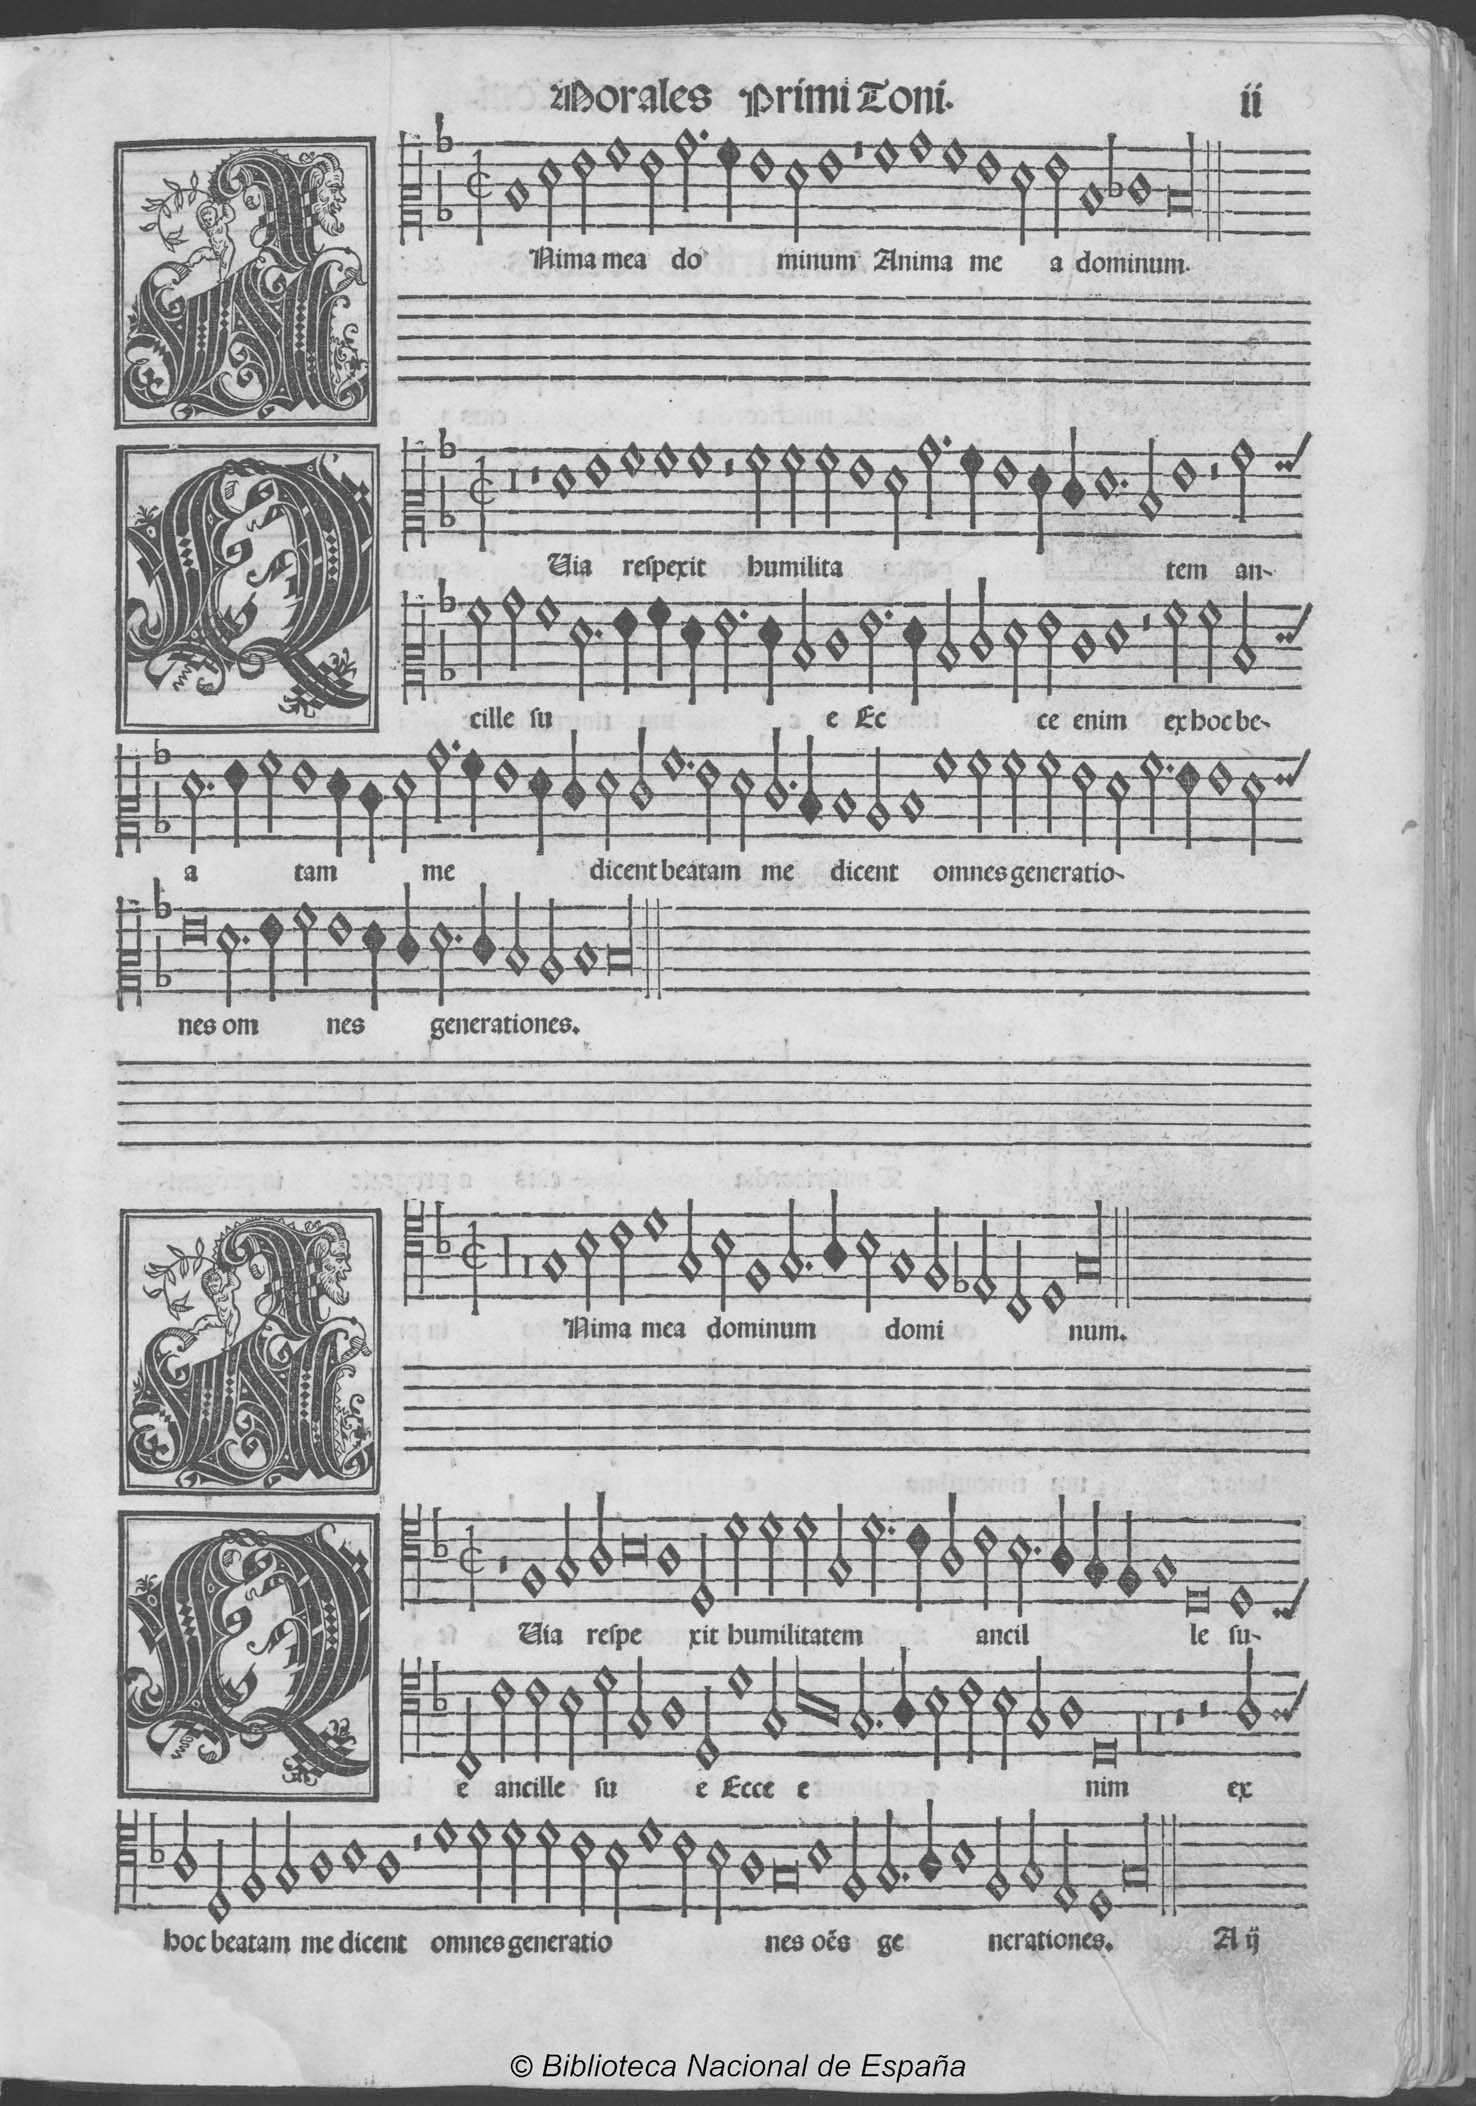 Morales Primi Toni. ii
A Nima mea do minum Anima me a dominum.
Q Uia respexit humilita tem an-
cille su e Ec ce enim ex hoc be-
a tam me dicent beatam me dicent omnes generatio-
nes om nes generationes.
A Nima mea dominum domi num.
Q Uia respe xit humilitatem ancil le su-
e ancille su e Ecce e nim ex
hoc beatam me dicent omnes generatio nes oēs ge nerationes. A ij
© Biblioteca Nacional de España